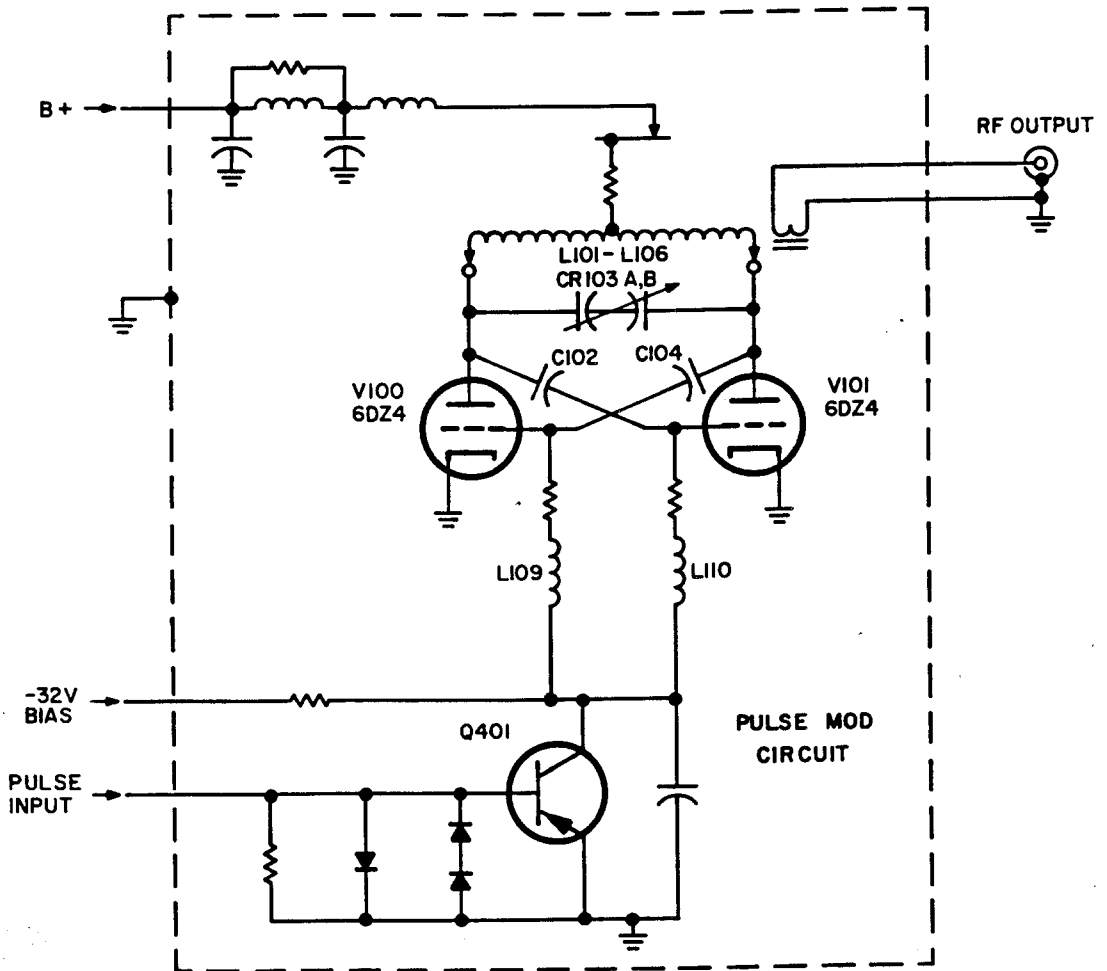 B+
RF OUTPUT
L101-L106
CR103 A,B
C102
C104
V100
6DZ4
V101
6DZ4
L109
L110
-32V
BIAS
Q401
PULSE MOD
CIRCUIT
PULSE
INPUT